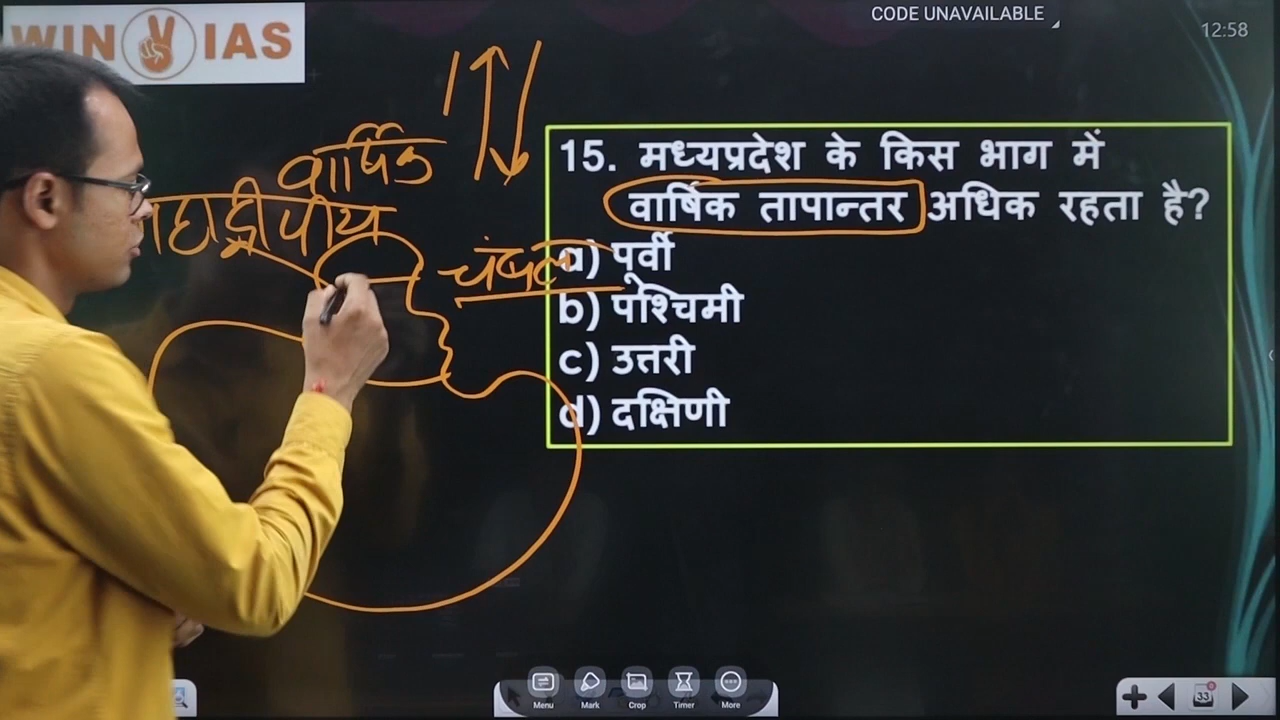 WIN IAS
CODE UNAVAILABLE
12:58
वार्षिक
चंबल
15. मध्यप्रदेश के किस भाग में
वार्षिक तापान्तर अधिक रहता है?
a) पूर्वी
b) पश्चिमी
c) उत्तरी
d) दक्षिणी
Menu Mark Crop Timer More
33